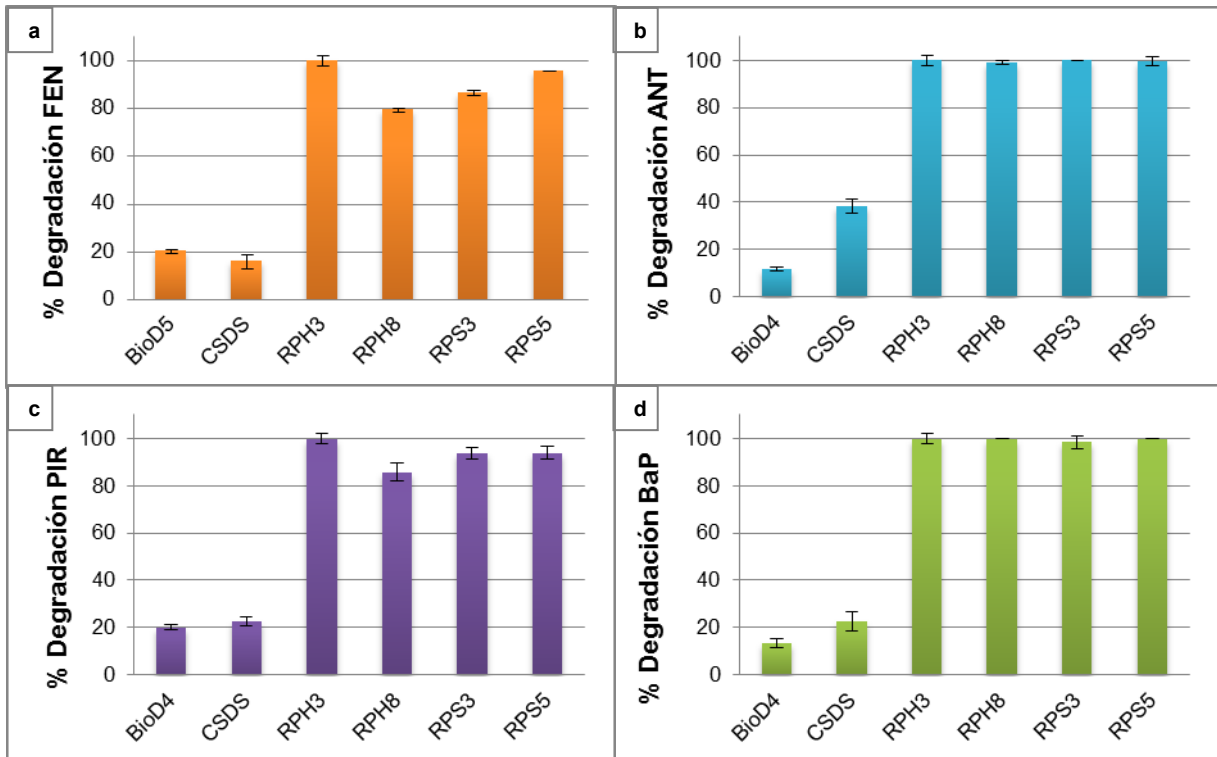 a
% Degradación FEN
100
80
60
40
20
0
BioD5
CSDS
RPH3
RPH8
RPS3
RPS5
b
% Degradación ANT
100
80
60
40
20
0
BioD4
CSDS
RPH3
RPH8
RPS3
RPS5
c
% Degradación PIR
100
80
60
40
20
0
BioD4
CSDS
RPH3
RPH8
RPS3
RPS5
d
% Degradación BaP
100
80
60
40
20
0
BioD4
CSDS
RPH3
RPH8
RPS3
RPS5